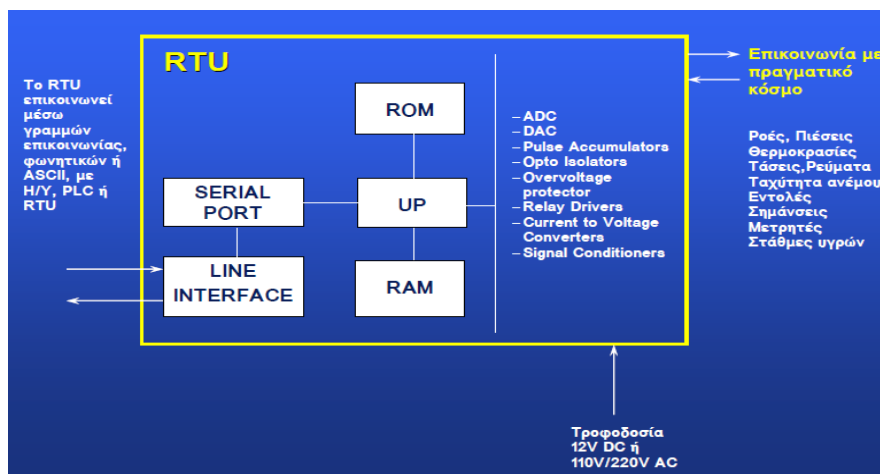 RTU
Το RTU
επικοινωνεί
μέσω
γραμμών
επικοινωνίας,
φωνητικών ή
ASCII, με
Η/Υ, PLC ή
RTU
ROM
SERIAL
PORT
UP
LINE
INTERFACE
RAM
– ADC
– DAC
– Pulse Accumulators
– Opto Isolators
– Overvoltage
protector
– Relay Drivers
– Current to Voltage
Converters
– Signal Conditioners
Επικοινωνία με
πραγματικό
κόσμο
Ροές, Πιέσεις
Θερμοκρασίες
Τάσεις,Ρεύματα
Ταχύτητα ανέμου
Εντολές
Σημάνσεις
Μετρητές
Στάθμες υγρών
Τροφοδοσία
12V DC ή
110V/220V AC